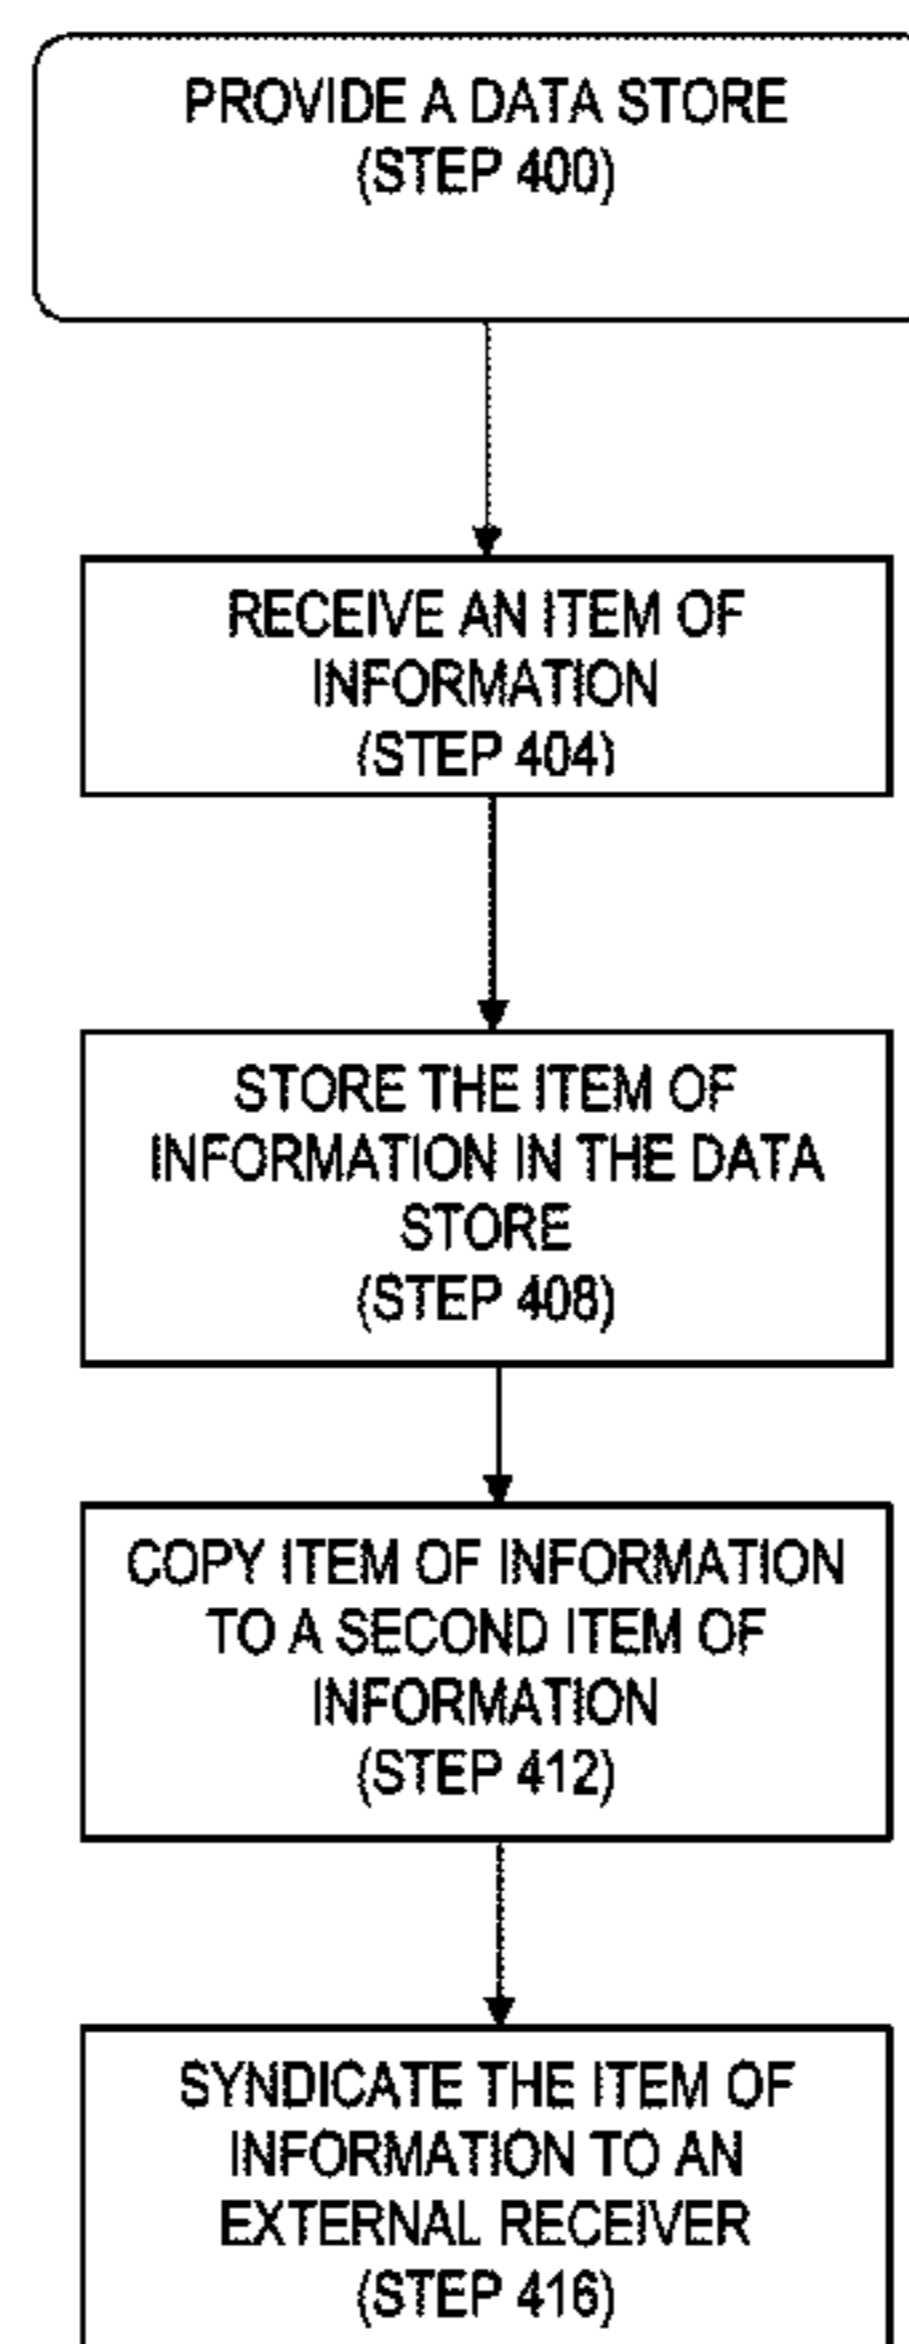 PROVIDE A DATA STORE
(STEP 400)
RECEIVE AN ITEM OF
INFORMATION
(STEP 404)
STORE THE ITEM OF
INFORMATION IN THE DATA
STORE
(STEP 408)
COPY ITEM OF INFORMATION
TO A SECOND ITEM OF
INFORMATION
(STEP 412)
SYNDICATE THE ITEM OF
INFORMATION TO AN
EXTERNAL RECEIVER
(STEP 416)